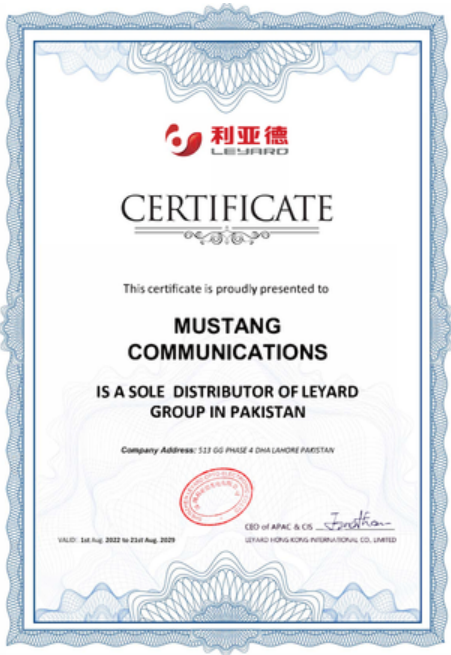 利亚德
LEYARD
CERTIFICATE
This certificate is proudly presented to
MUSTANG
COMMUNICATIONS
IS A SOLE DISTRIBUTOR OF LEYARD
GROUP IN PAKISTAN
Company Address: 513 GG PHASE 4 DHA LAHORE PAKISTAN
CEO of APAC & CIS
VALID: 1st Aug, 2022 to 21st Aug, 2029
LEYARD HONG KONG INTERNATIONAL CO., LIMITED